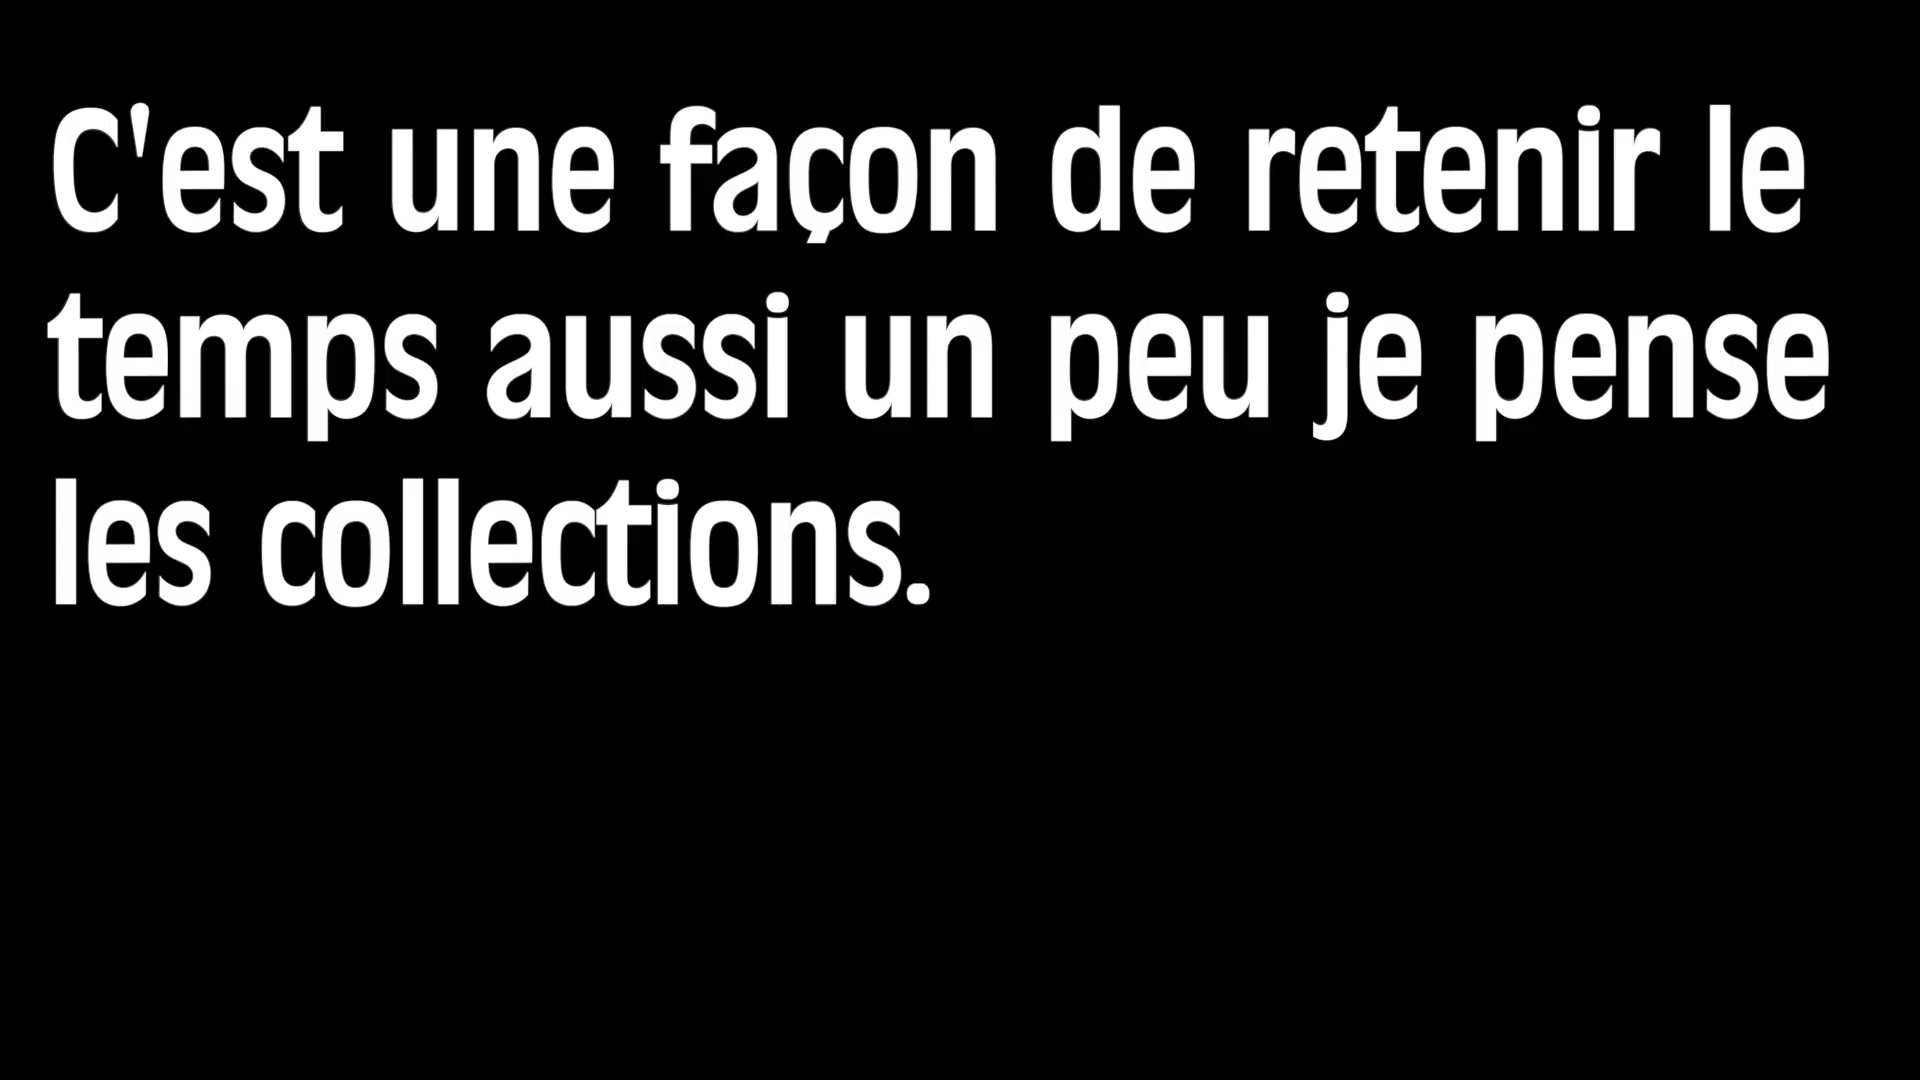 C'est une façon de retenir le
temps aussi un peu je pense
les collections.